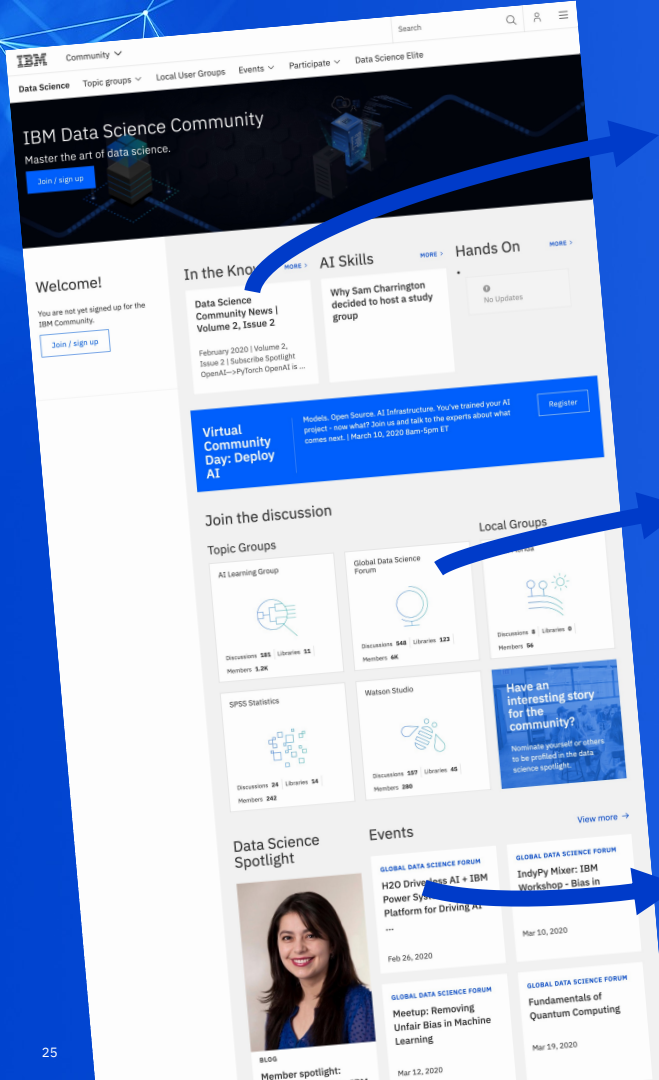 IBM Community
Search
Data Science Topic groups Local User Groups Events Participate Data Science Elite
IBM Data Science Community
Master the art of data science.
Join / sign up
Welcome!
You are not yet signed up for the
IBM Community.
Join / sign up
In the Know
MORE >
Data Science
Community News |
Volume 2, Issue 2
February 2020 | Volume 2,
Issue 2 | Subscribe Spotlight
OpenAI—>PyTorch OpenAI is ...
AI Skills
MORE >
Why Sam Charrington
decided to host a study
group
Hands On
MORE >
No Updates
Virtual
Community
Day: Deploy
AI
Models. Open Source. AI Infrastructure. You've trained your AI
project - now what? Join us and talk to the experts about what
comes next. | March 10, 2020 8am-5pm ET
Register
Join the discussion
Topic Groups
AI Learning Group
Discussions 181 Libraries 11
Members 1.2K
Global Data Science
Forum
Discussions 548 Libraries 123
Members 6K
Local Groups
Discussions 8 Libraries 0
Members 56
SPSS Statistics
Discussions 24 Libraries 14
Members 242
Watson Studio
Discussions 157 Libraries 45
Members 280
Have an
interesting story
for the
community?
Nominate yourself or others
to be profiled in the data
science spotlight.
Data Science
Spotlight
BLOG
Member spotlight:
Events
View more →
GLOBAL DATA SCIENCE FORUM
H2O Driverless AI + IBM
Power Systems
Platform for Driving AI
...
Feb 26, 2020
GLOBAL DATA SCIENCE FORUM
IndyPy Mixer: IBM
Workshop - Bias in
Mar 10, 2020
GLOBAL DATA SCIENCE FORUM
Meetup: Removing
Unfair Bias in Machine
Learning
Mar 12, 2020
GLOBAL DATA SCIENCE FORUM
Fundamentals of
Quantum Computing
Mar 19, 2020
25